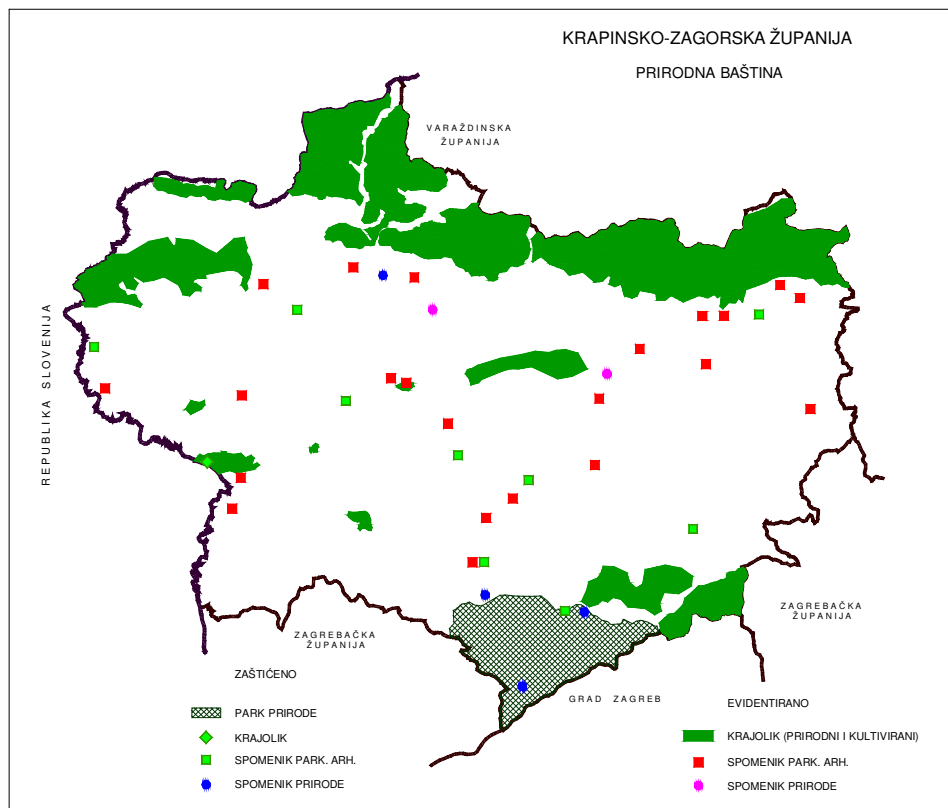 KRAPINSKO-ZAGORSKA ŽUPANIJA
PRIRODNA BAŠTINA
VARAŽDINSKA
ŽUPANIJA
REPUBLIKA SLOVENIJA
ZAGREBAČKA
ŽUPANIJA
ZAGREBAČKA
ŽUPANIJA
GRAD ZAGREB
ZAŠTIĆENO
PARK PRIRODE
KRAJOLIK
SPOMENIK PARK. ARH.
SPOMENIK PRIRODE
EVIDENTIRANO
KRAJOLIK (PRIRODNI I KULTIVIRANI)
SPOMENIK PARK. ARH.
SPOMENIK PRIRODE